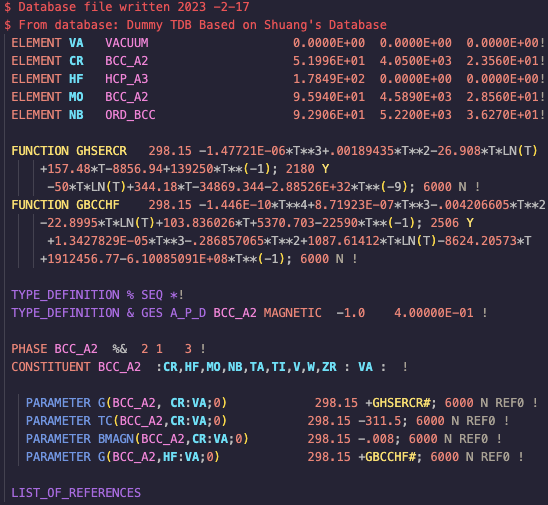 $ Database file written 2023 -2-17
$ From database: Dummy TDB Based on Shuang's Database
ELEMENT VA   VACUUM                    0.0000E+00  0.0000E+00  0.0000E+00!
ELEMENT CR   BCC_A2                    5.1996E+01  4.0500E+03  2.3560E+01!
ELEMENT HF   HCP_A3                    1.7849E+02  0.0000E+00  0.0000E+00!
ELEMENT MO   BCC_A2                    9.5940E+01  4.5890E+03  2.8560E+01!
ELEMENT NB   ORD_BCC                   9.2906E+01  5.2200E+03  3.6270E+01!
FUNCTION GHSERCR   298.15 -1.47721E-06*T**3+.00189435*T**2-26.908*T*LN(T)
+157.48*T-8856.94+139250*T**(-1); 2180 Y
-50*T*LN(T)+344.18*T-34869.344-2.88526E+32*T**(-9); 6000 N !
FUNCTION GBCCHF    298.15 -1.446E-10*T**4+8.71923E-07*T**3-.004206605*T**2
-22.8995*T*LN(T)+103.836026*T+5370.703-22590*T**(-1); 2506 Y
+1.3427829E-05*T**3-.286857065*T**2+1087.61412*T*LN(T)-8624.20573*T
+1912456.77-6.10085091E+08*T**(-1); 6000 N !
TYPE_DEFINITION % SEQ *!
TYPE_DEFINITION & GES A_P_D BCC_A2 MAGNETIC  -1.0    4.00000E-01 !
PHASE BCC_A2  %&  2 1   3 !
CONSTITUENT BCC_A2  :CR,HF,MO,NB,TA,TI,V,W,ZR : VA :  !
PARAMETER G(BCC_A2, CR:VA;0)            298.15 +GHSERCR#; 6000 N REF0 !
PARAMETER TC(BCC_A2,CR:VA;0)           298.15 -311.5; 6000 N REF0 !
PARAMETER BMAGN(BCC_A2,CR:VA;0)        298.15 -.008; 6000 N REF0 !
PARAMETER G(BCC_A2,HF:VA;0)             298.15 +GBCCHF#; 6000 N REF0 !
LIST_OF_REFERENCES